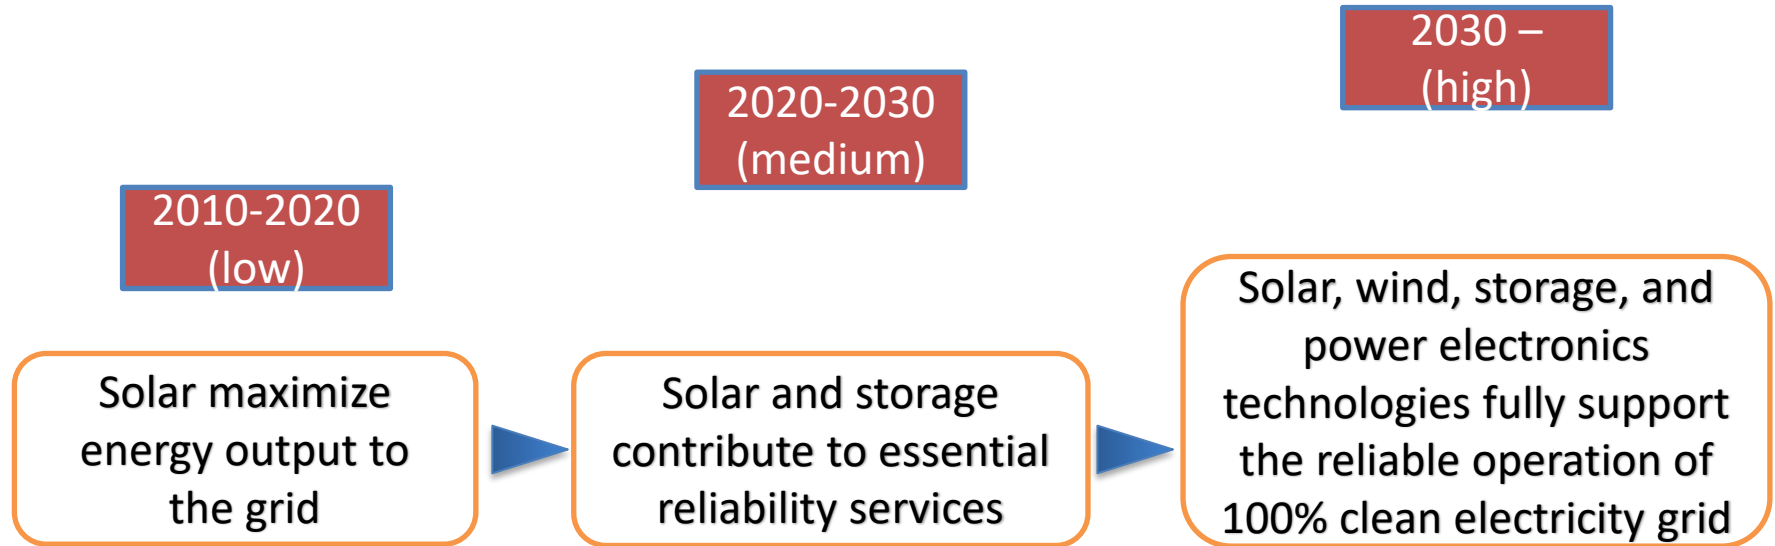 2010-2020
(low)
2020-2030
(medium)
2030 –
(high)
Solar maximize
energy output to
the grid
Solar and storage
contribute to essential
reliability services
Solar, wind, storage, and
power electronics
technologies fully support
the reliable operation of
100% clean electricity grid